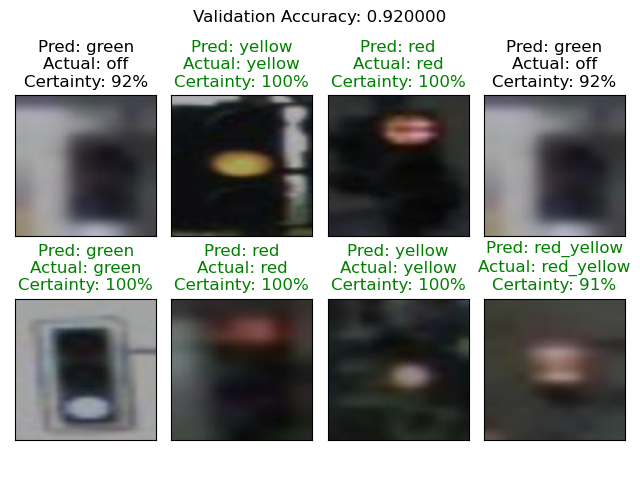 Validation Accuracy: 0.920000
Pred: green
Actual: off
Certainty: 92%
Pred: yellow
Actual: yellow
Certainty: 100%
Pred: red
Actual: red
Certainty: 100%
Pred: green
Actual: off
Certainty: 92%
Pred: green
Actual: green
Certainty: 100%
Pred: red
Actual: red
Certainty: 100%
Pred: yellow
Actual: yellow
Certainty: 100%
Pred: red_yellow
Actual: red_yellow
Certainty: 91%